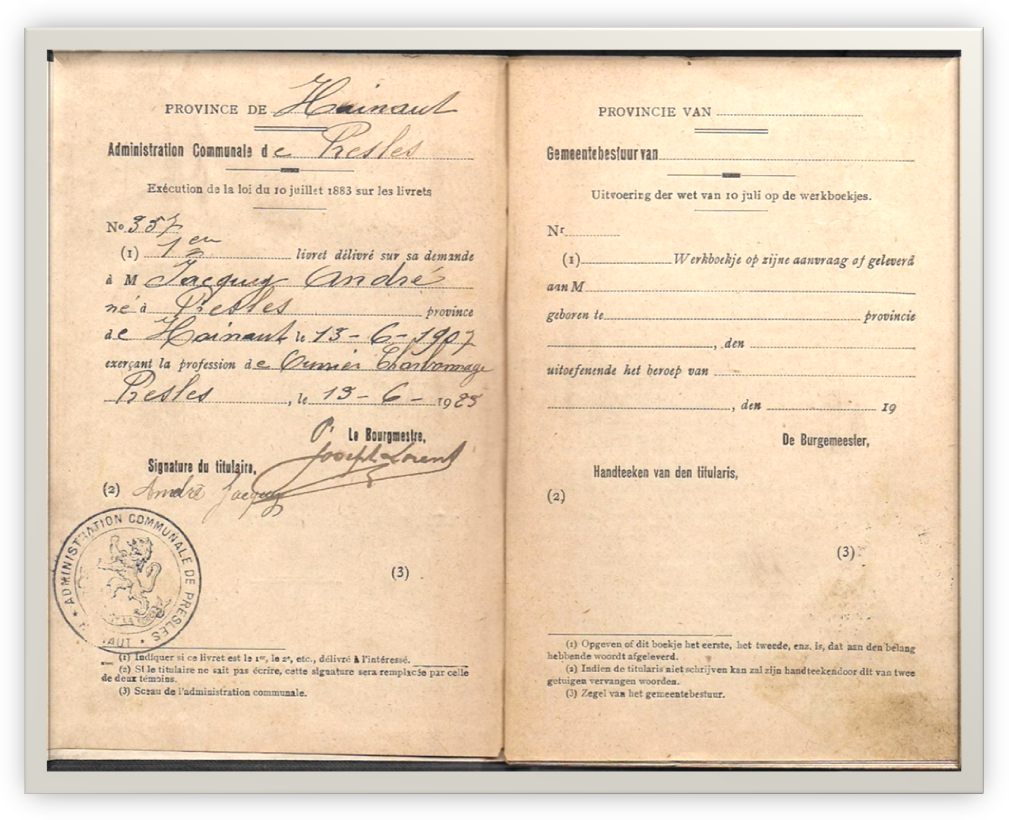 PROVINCE DE Hainaut
Administration Communale de Presles
Exécution de la loi du 10 juillet 1883 sur les livrets
No 357
(1) 1er livret délivré sur sa demande
à M Jacquy André
né à Presles province
de Hainaut le 13-6-1907
exerçant la profession de Ouvrier Charbonnage
Presles, le 13-6-1925
Pr Le Bourgmestre,
Joseph Lorent
Signature du titulaire,
(2) André Jacquy
ADMINISTRATION COMMUNALE DE PRESLES
(3)
(1) Indiquer si ce livret est le 1er, le 2e, etc., délivré à l'intéressé.
(2) Si le titulaire ne sait pas écrire, cette signature sera remplacée par celle
de deux témoins.
(3) Sceau de l'administration communale.
PROVINCIE VAN
Gemeentebestuur van
Uitvoering der wet van 10 juli op de werkboekjes.
Nr
(1) Werkboekje op zijne aanvraag of geleverd
aan M
geboren te provincie
, den
uitoefenende het beroep van
, den 19
De Burgemeester,
Handteeken van den titularis,
(2)
(3)
(1) Opgeven of dit boekje het eerste, het tweede, enz. is, dat aan den belang
hebbende woordt afgeleverd.
(2) Indien de titularis niet schrijven kan zal zijn handteekendoor dit van twee
getuigen vervangen woorden.
(3) Zegel van het gemeentebestuur.